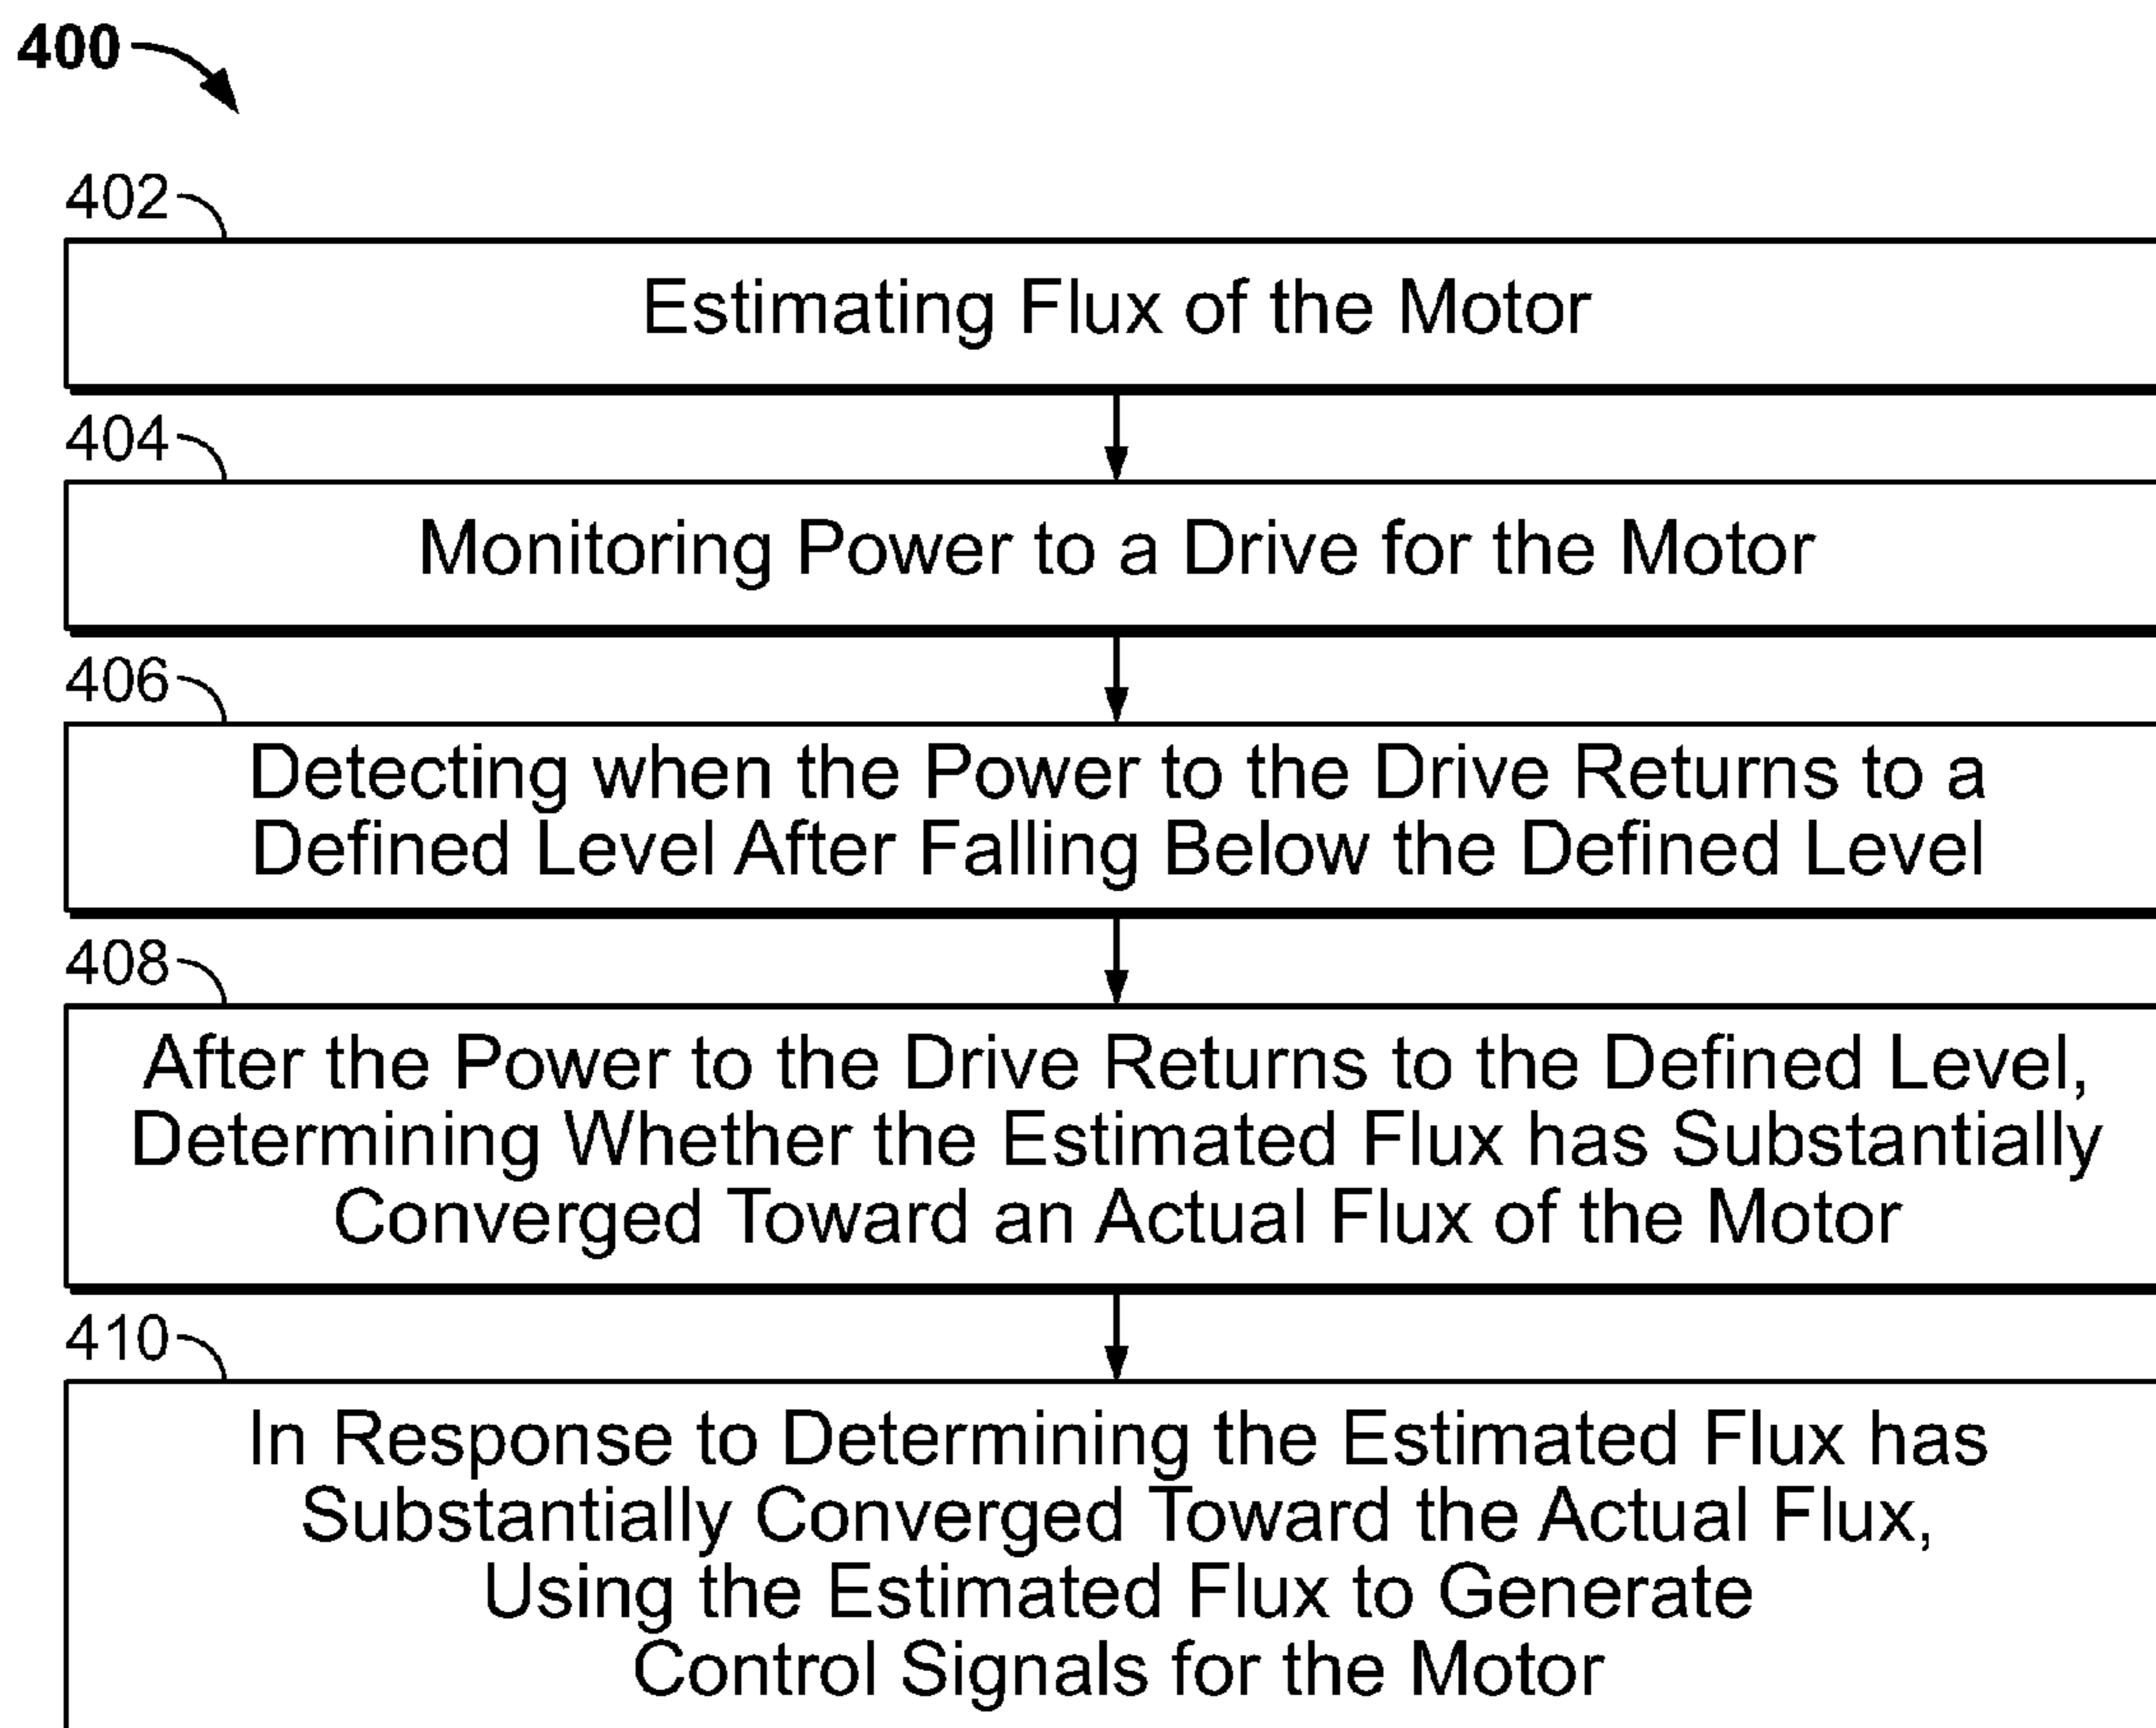 400
402
Estimating Flux of the Motor
404
Monitoring Power to a Drive for the Motor
406
Detecting when the Power to the Drive Returns to a
Defined Level After Falling Below the Defined Level
408
After the Power to the Drive Returns to the Defined Level,
Determining Whether the Estimated Flux has Substantially
Converged Toward an Actual Flux of the Motor
410
In Response to Determining the Estimated Flux has
Substantially Converged Toward the Actual Flux,
Using the Estimated Flux to Generate
Control Signals for the Motor